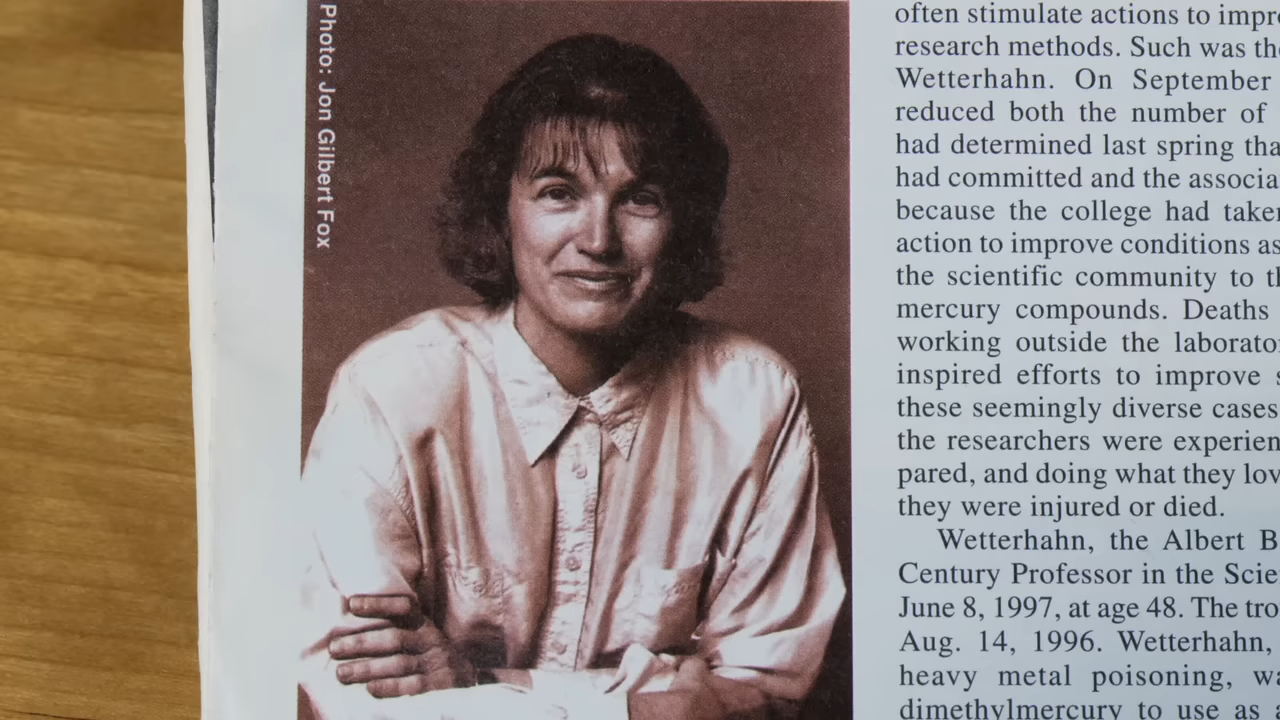 Photo: Jon Gilbert Fox
often stimulate actions to impr
research methods. Such was th
Wetterhahn. On September
reduced both the number of
had determined last spring tha
had committed and the associa
because the college had taken
action to improve conditions as
the scientific community to th
mercury compounds. Deaths
working outside the laborato
inspired efforts to improve s
these seemingly diverse cases
the researchers were experien
pared, and doing what they lov
they were injured or died.
Wetterhahn, the Albert B
Century Professor in the Scie
June 8, 1997, at age 48. The tro
Aug. 14, 1996. Wetterhahn,
heavy metal poisoning, wa
dimethylmercury to use as a